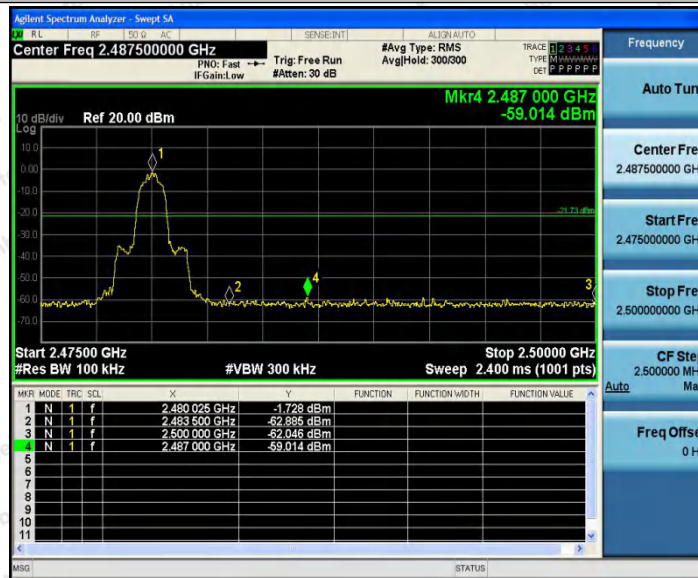 Agilent Spectrum Analyzer - Swept SA
RL RF 50 Ω AC SENSE:INT ALIGN AUTO
Center Freq 2.487500000 GHz
PNO: Fast
IFGain:Low
Trig: Free Run
#Atten: 30 dB
#Avg Type: RMS
Avg|Hold: 300/300
TRACE 1 2 3 4 5 6
TYPE M
DET P P P P P P
Mkr4 2.487 000 GHz
-59.014 dBm
10 dB/div Ref 20.00 dBm
Log
10.0
0.00
-10.0
-20.0
-30.0
-40.0
-50.0
-60.0
-70.0
1
2
4
3
-21.73 dBm
Start 2.47500 GHz Stop 2.50000 GHz
#Res BW 100 kHz #VBW 300 kHz Sweep 2.400 ms (1001 pts)
MKR MODE TRC SCL X Y FUNCTION FUNCTION WIDTH FUNCTION VALUE
1 N 1 f 2.480 025 GHz -1.728 dBm
2 N 1 f 2.483 500 GHz -62.885 dBm
3 N 1 f 2.500 000 GHz -62.046 dBm
4 N 1 f 2.487 000 GHz -59.014 dBm
5
6
7
8
9
10
11
MSG STATUS
Frequency
Auto Tun
Center Fre
2.487500000 GH
Start Fre
2.475000000 GH
Stop Fre
2.500000000 GH
CF Ste
2.500000 MH
Auto Ma
Freq Offse
0 H